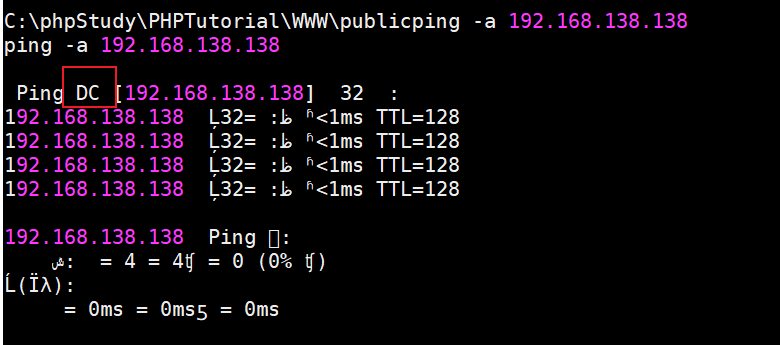 C:\phpStudy\PHPTutorial\WWW\publicping -a 192.168.138.138
ping -a 192.168.138.138
Ping DC [192.168.138.138] 32 :
192.168.138.138 Ļ32= :ظ ʱ<1ms TTL=128
192.168.138.138 Ļ32= :ظ ʱ<1ms TTL=128
192.168.138.138 Ļ32= :ظ ʱ<1ms TTL=128
192.168.138.138 Ļ32= :ظ ʱ<1ms TTL=128
192.168.138.138 Ping :
ش: = 4 = 4ʧ = 0 (0% ʧ)
Ĺ(Ϊλ):
= 0ms = 0ms = 0ms